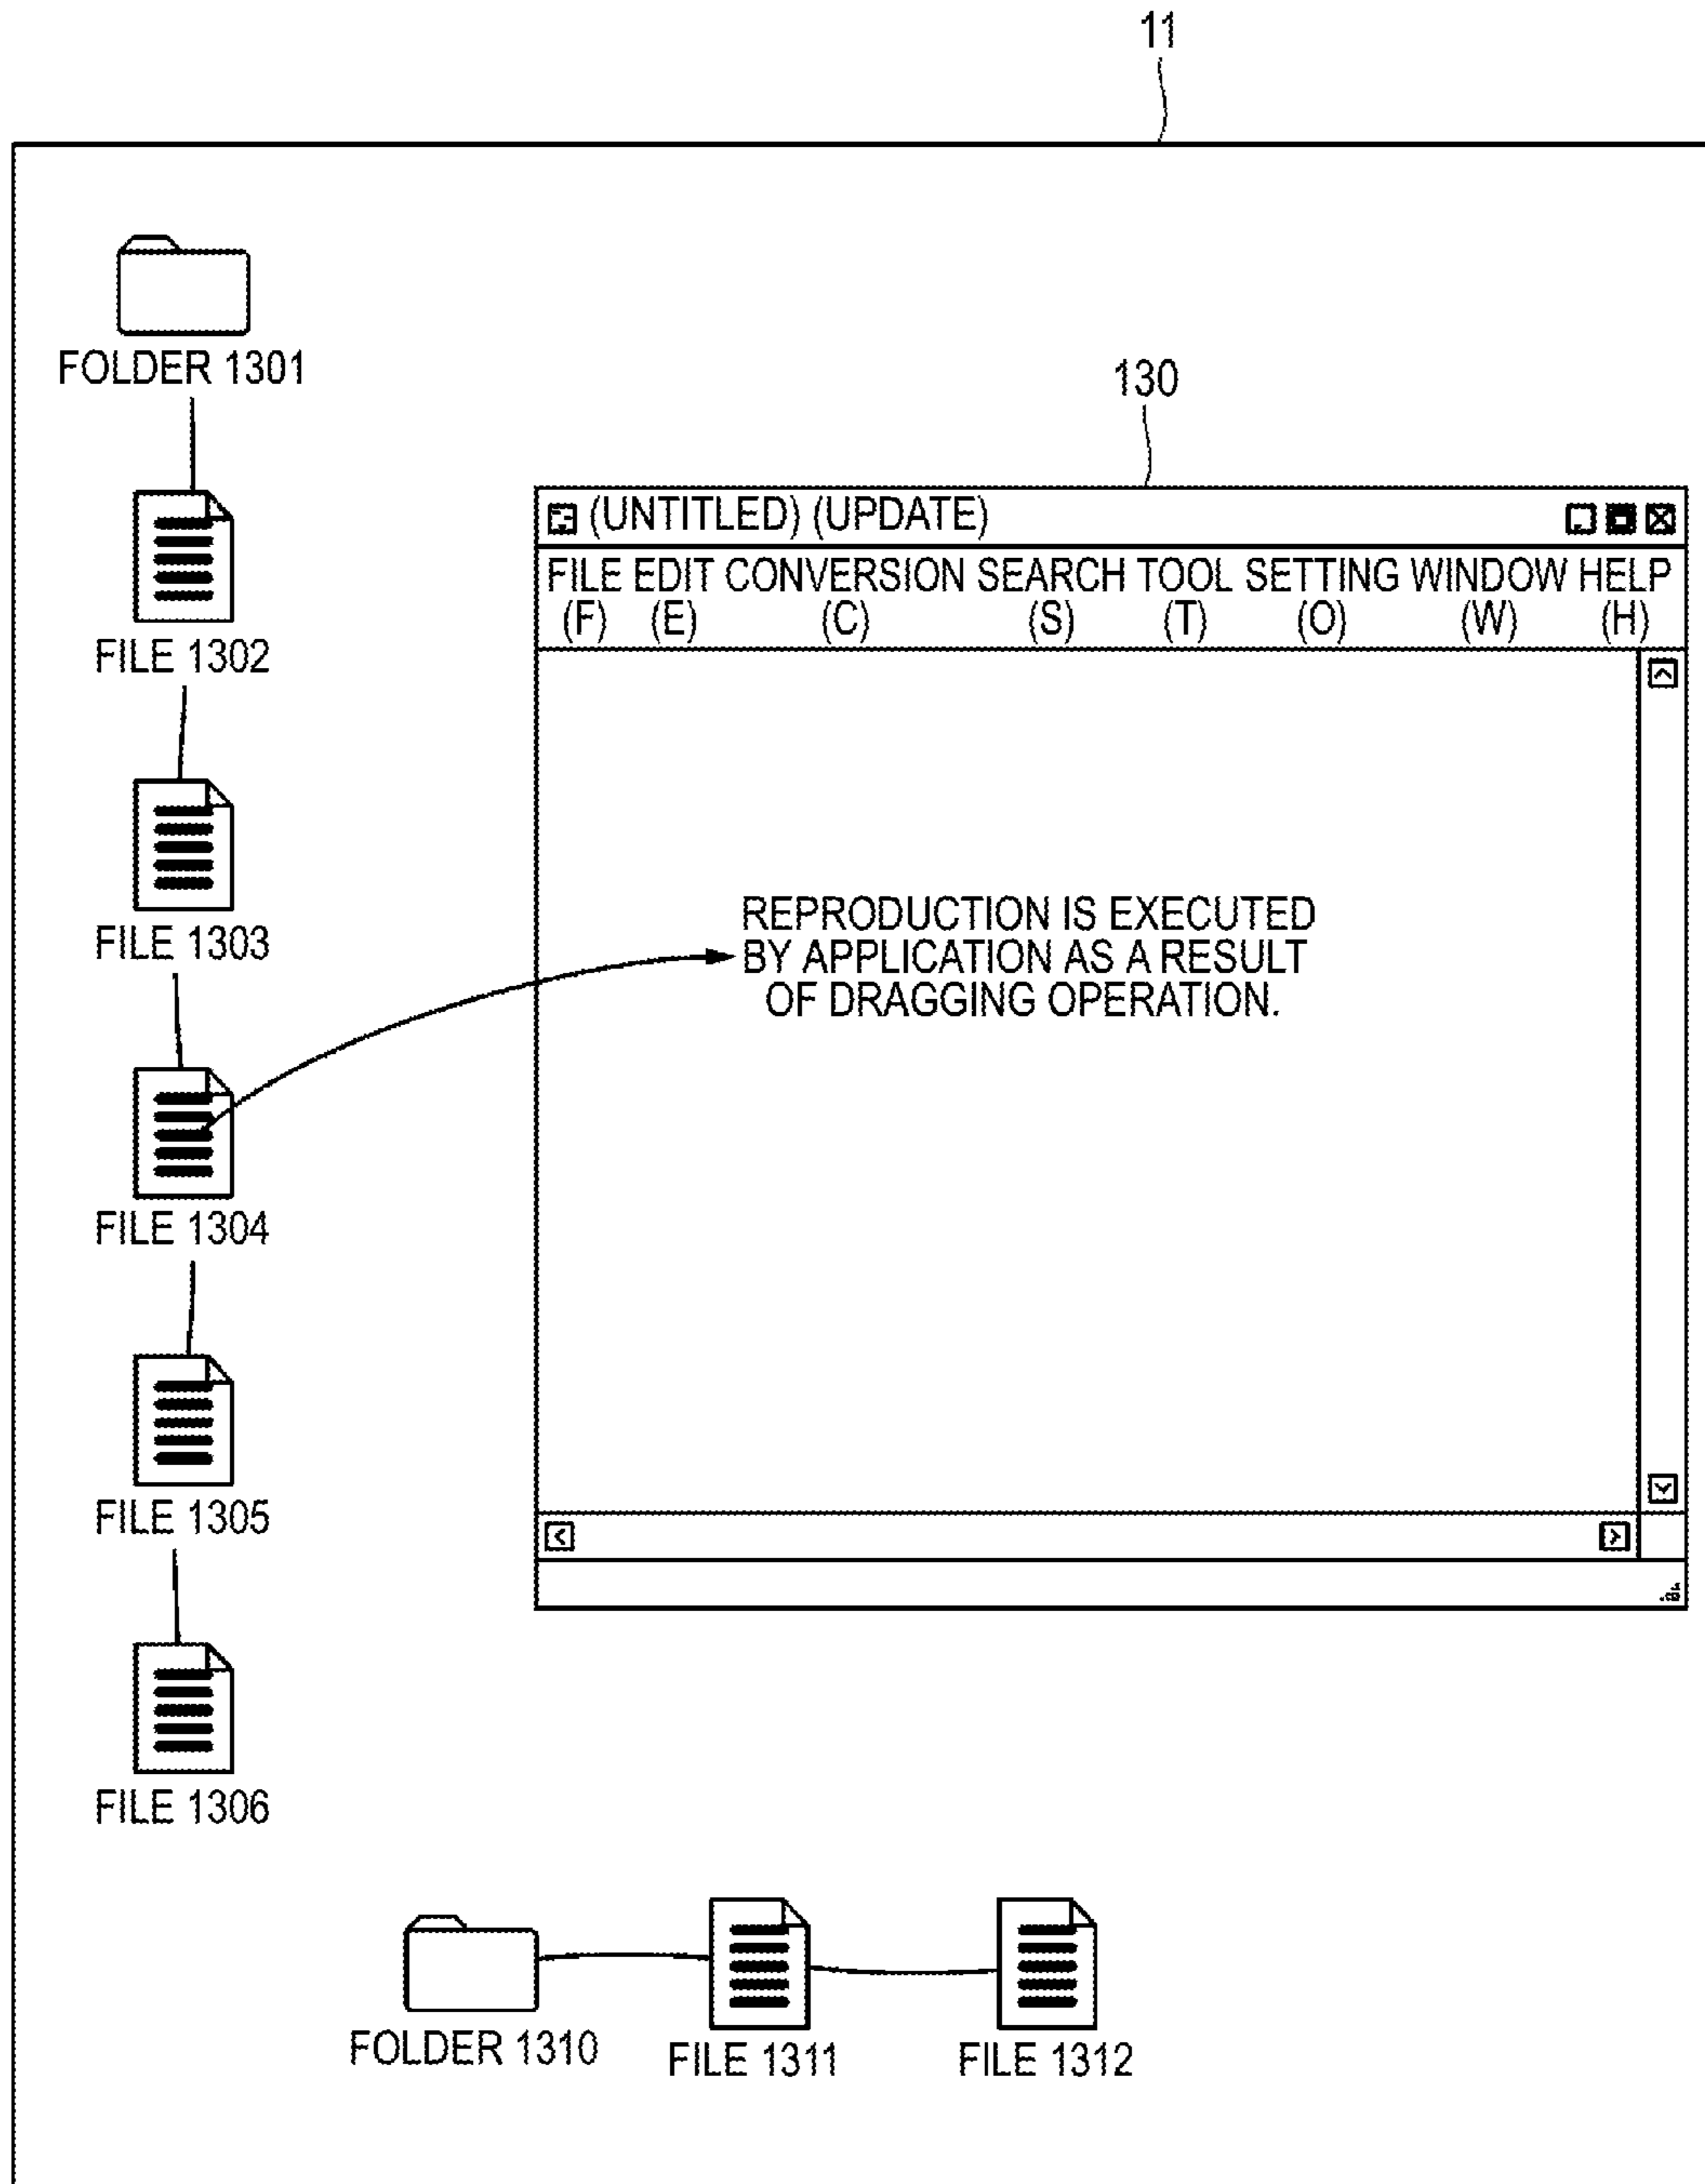 11
FOLDER 1301
130
(UNTITLED) (UPDATE)
FILE EDIT CONVERSION SEARCH TOOL SETTING WINDOW HELP
(F) (E) (C) (S) (T) (O) (W) (H)
FILE 1302
FILE 1303
REPRODUCTION IS EXECUTED
BY APPLICATION AS A RESULT
OF DRAGGING OPERATION.
FILE 1304
FILE 1305
FILE 1306
FOLDER 1310
FILE 1311
FILE 1312